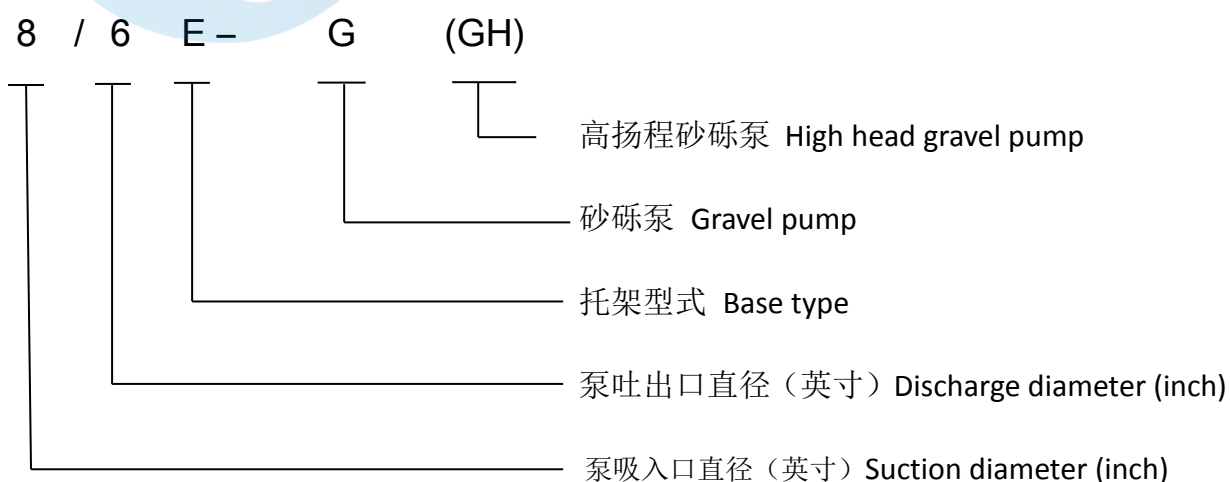 8 / 6 E – G (GH)
高扬程砂砾泵 High head gravel pump
砂砾泵 Gravel pump
托架型式 Base type
泵吐出口直径（英寸）Discharge diameter (inch)
泵吸入口直径（英寸）Suction diameter (inch)